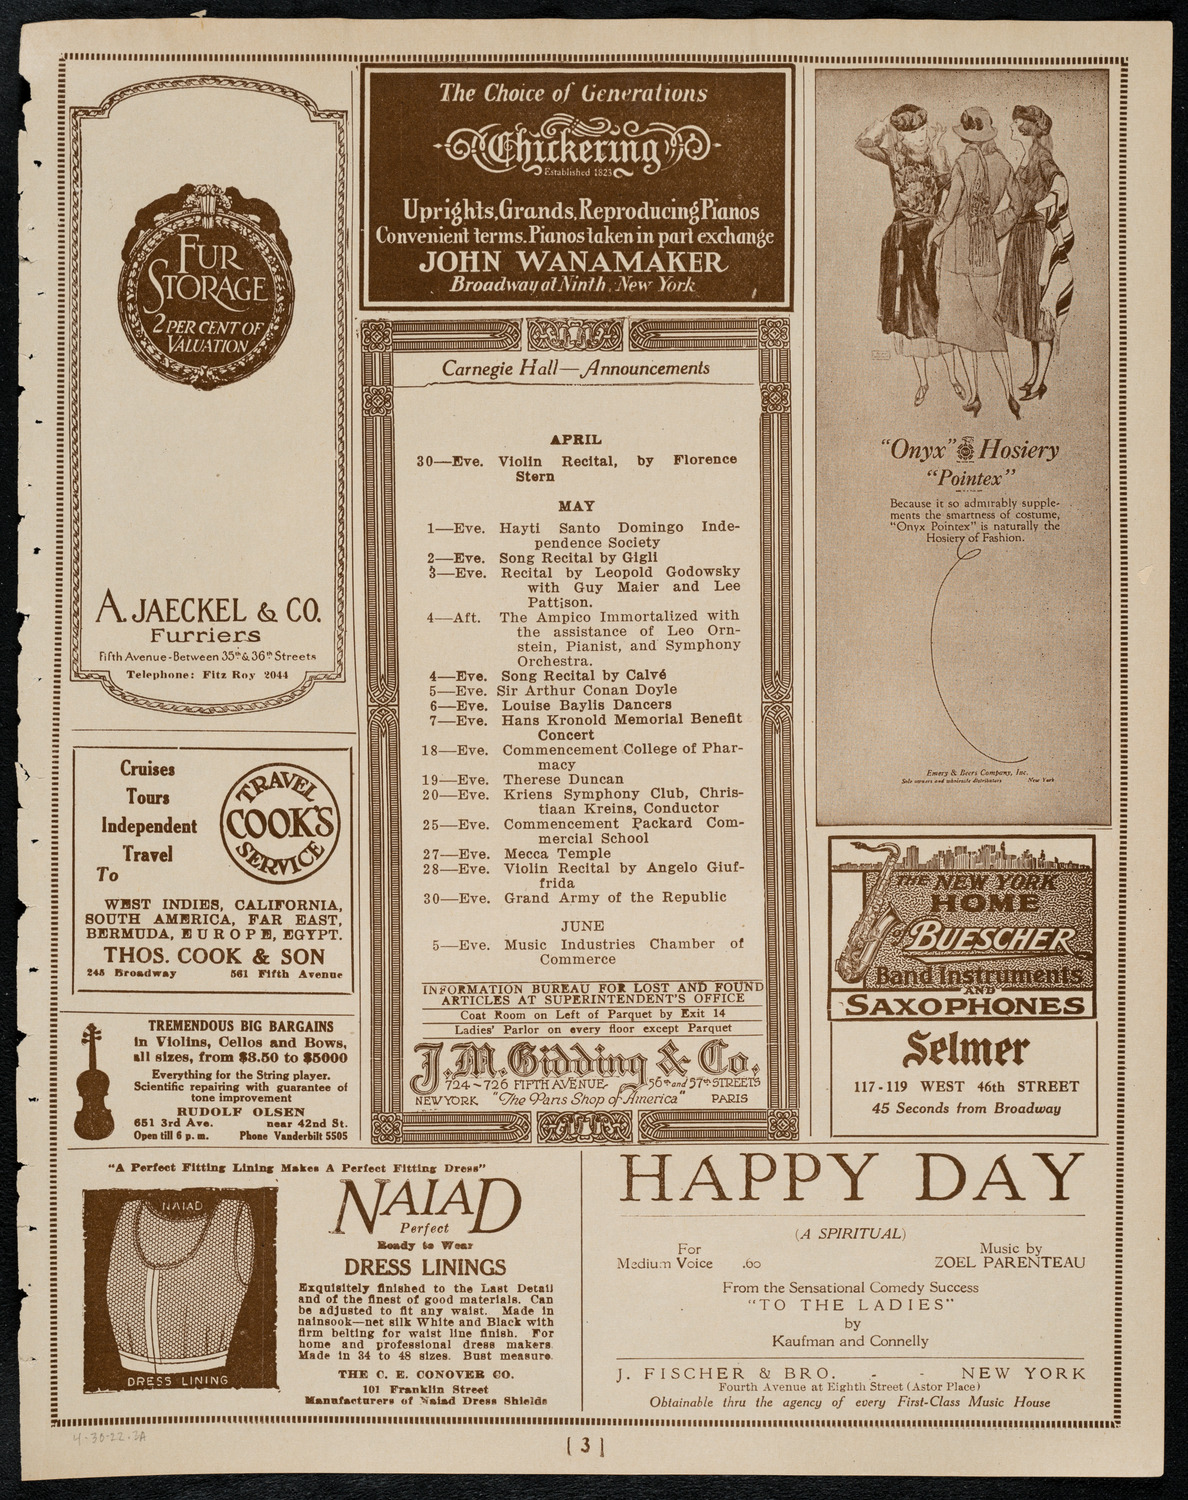 FUR
STORAGE
2 PER CENT OF
VALUATION
A. JAECKEL & CO.
Furriers
Fifth Avenue - Between 35th & 36th Streets
Telephone: Fitz Roy 2044
The Choice of Generations
Chickering
Established 1823
Uprights, Grands, Reproducing Pianos
Convenient terms. Pianos taken in part exchange
JOHN WANAMAKER
Broadway at Ninth, New York
Carnegie Hall—Announcements
APRIL
30—Eve. Violin Recital, by Florence
Stern
MAY
1—Eve. Hayti Santo Domingo Inde-
pendence Society
2—Eve. Song Recital by Gigli
3—Eve. Recital by Leopold Godowsky
with Guy Maier and Lee
Pattison.
4—Aft. The Ampico Immortalized with
the assistance of Leo Orn-
stein, Pianist, and Symphony
Orchestra.
4—Eve. Song Recital by Calvé
5—Eve. Sir Arthur Conan Doyle
6—Eve. Louise Baylis Dancers
7—Eve. Hans Kronold Memorial Benefit
Concert
18—Eve. Commencement College of Phar-
macy
19—Eve. Therese Duncan
20—Eve. Kriens Symphony Club, Chris-
tiaan Kreins, Conductor
25—Eve. Commencement Packard Com-
mercial School
27—Eve. Mecca Temple
28—Eve. Violin Recital by Angelo Giuf-
frida
30—Eve. Grand Army of the Republic
JUNE
5—Eve. Music Industries Chamber of
Commerce
INFORMATION BUREAU FOR LOST AND FOUND
ARTICLES AT SUPERINTENDENT'S OFFICE
Coat Room on Left of Parquet by Exit 14
Ladies' Parlor on every floor except Parquet
J. M. Gidding & Co.
724~726 FIFTH AVENUE 56th and 57th STREETS
NEW YORK "The Paris Shop of America" PARIS
"Onyx" Hosiery
"Pointex"
Because it so admirably supple-
ments the smartness of costume,
"Onyx Pointex" is naturally the
Hosiery of Fashion.
Emery & Beers Company, Inc.
Sole owners and wholesale distributors New York
Cruises
Tours
Independent
Travel
To
TRAVEL
COOK'S
SERVICE
WEST INDIES, CALIFORNIA,
SOUTH AMERICA, FAR EAST,
BERMUDA, EUROPE, EGYPT.
THOS. COOK & SON
245 Broadway 561 Fifth Avenue
TREMENDOUS BIG BARGAINS
in Violins, Cellos and Bows,
all sizes, from $3.50 to $5000
Everything for the String player.
Scientific repairing with guarantee of
tone improvement
RUDOLF OLSEN
651 3rd Ave. near 42nd St.
Open till 6 p. m. Phone Vanderbilt 5505
THE NEW YORK
HOME
of BUESCHER
Band Instruments
AND
SAXOPHONES
Selmer
117-119 WEST 46th STREET
45 Seconds from Broadway
"A Perfect Fitting Lining Makes A Perfect Fitting Dress"
NAIAD
DRESS LINING
NAIAD
Perfect
Ready to Wear
DRESS LININGS
Exquisitely finished to the Last Detail
and of the finest of good materials. Can
be adjusted to fit any waist. Made in
nainsook—net silk White and Black with
firm belting for waist line finish. For
home and professional dress makers
Made in 34 to 48 sizes. Bust measure.
THE C. E. CONOVER CO.
101 Franklin Street
Manufacturers of Naiad Dress Shields
HAPPY DAY
(A SPIRITUAL)
For
Medium Voice .60
Music by
ZOEL PARENTEAU
From the Sensational Comedy Success
"TO THE LADIES"
by
Kaufman and Connelly
J. FISCHER & BRO. - - NEW YORK
Fourth Avenue at Eighth Street (Astor Place)
Obtainable thru the agency of every First-Class Music House
4-30-22-3A
[ 3 ]